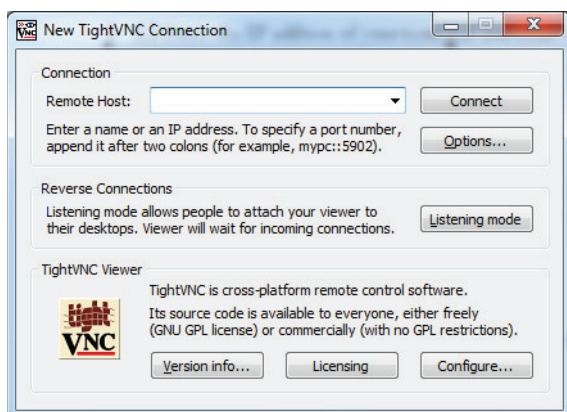 New TightVNC Connection
Connection
Remote Host:
Connect
Enter a name or an IP address. To specify a port number,
append it after two colons (for example, mypc::5902).
Options...
Reverse Connections
Listening mode allows people to attach your viewer to
their desktops. Viewer will wait for incoming connections.
Listening mode
TightVNC Viewer
TightVNC is cross-platform remote control software.
Its source code is available to everyone, either freely
(GNU GPL license) or commercially (with no GPL restrictions).
tight
VNC
Version info...
Licensing
Configure...